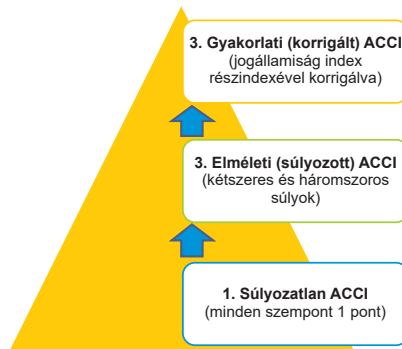 3. Gyakorlati (korrigált) ACCI
(jogállamiság index
részindexével korrigálva)
3. Elméleti (súlyozott) ACCI
(kétszeres és háromszoros
súlyok)
1. Súlyozatlan ACCI
(minden szempont 1 pont)